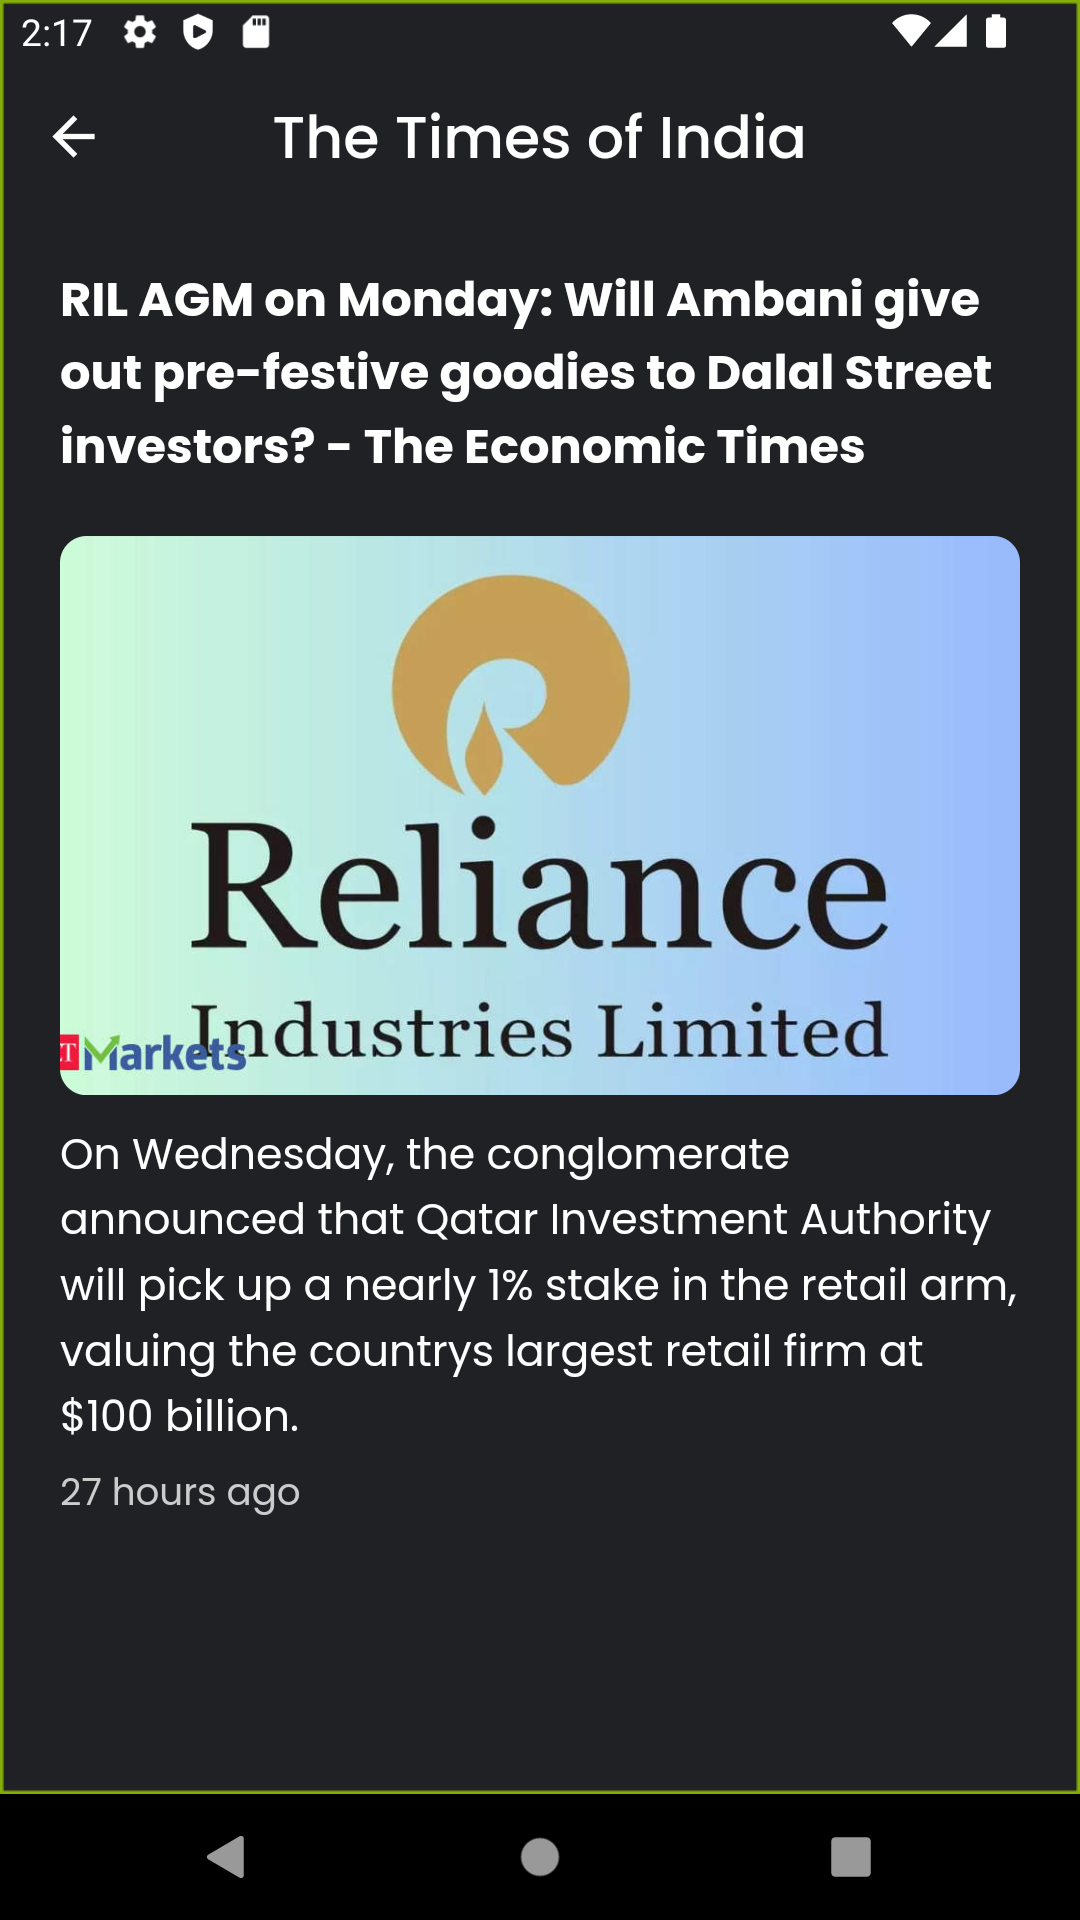 2:17
The Times of India
RIL AGM on Monday: Will Ambani give
out pre-festive goodies to Dalal Street
investors? - The Economic Times
Reliance
Industries Limited
T Markets
On Wednesday, the conglomerate
announced that Qatar Investment Authority
will pick up a nearly 1% stake in the retail arm,
valuing the countrys largest retail firm at
$100 billion.
27 hours ago